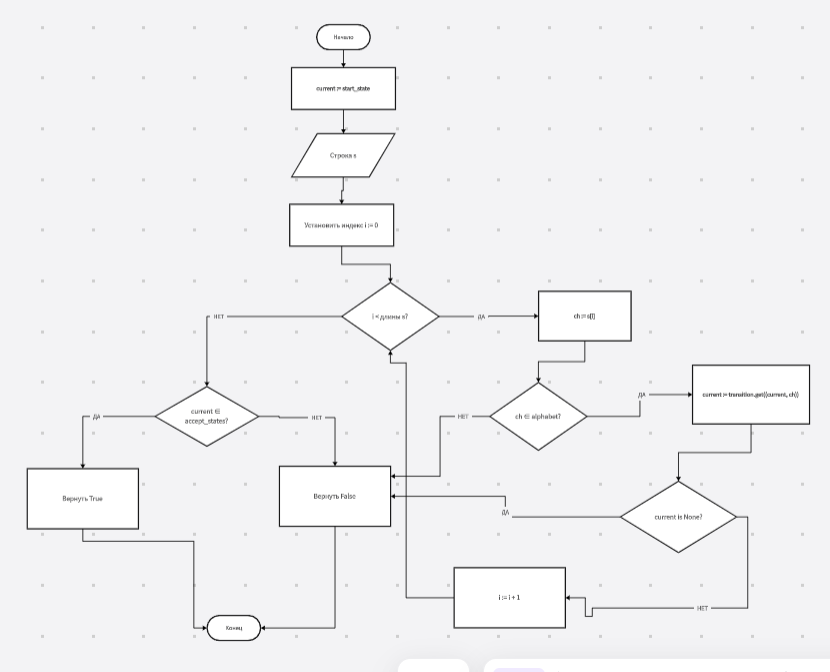 Начало
current := start_state
Строка s
Установить индекс i := 0
i < длины s?
НЕТ
ДА
ch := s[i]
current ∈
accept_states?
ДА
НЕТ
НЕТ
ch ∈ alphabet?
ДА
current := transition.get((current, ch))
Вернуть True
Вернуть False
ДА
current is None?
i := i + 1
НЕТ
Конец